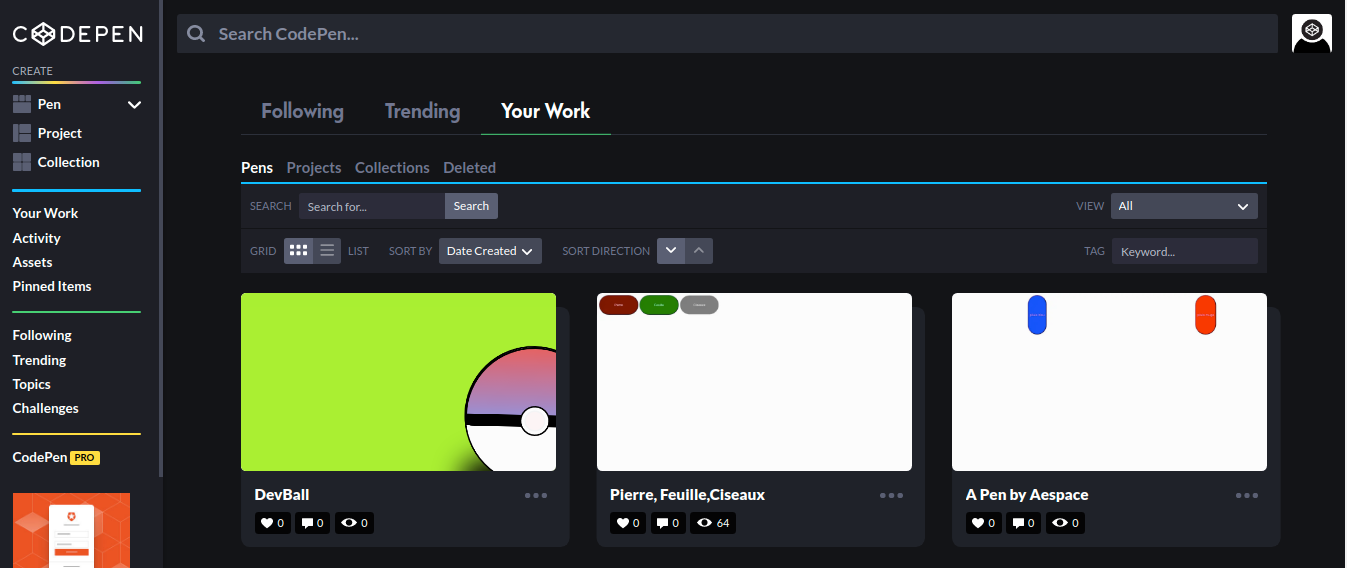 CODEPEN
Search CodePen...
CREATE
Pen
Project
Collection
Your Work
Activity
Assets
Pinned Items
Following
Trending
Topics
Challenges
CodePen PRO
Following Trending Your Work
Pens Projects Collections Deleted
SEARCH Search for... Search VIEW All
GRID LIST SORT BY Date Created SORT DIRECTION TAG Keyword...
DevBall
0 0 0
Pierre, Feuille,Ciseaux
0 0 64
A Pen by Aespace
0 0 0